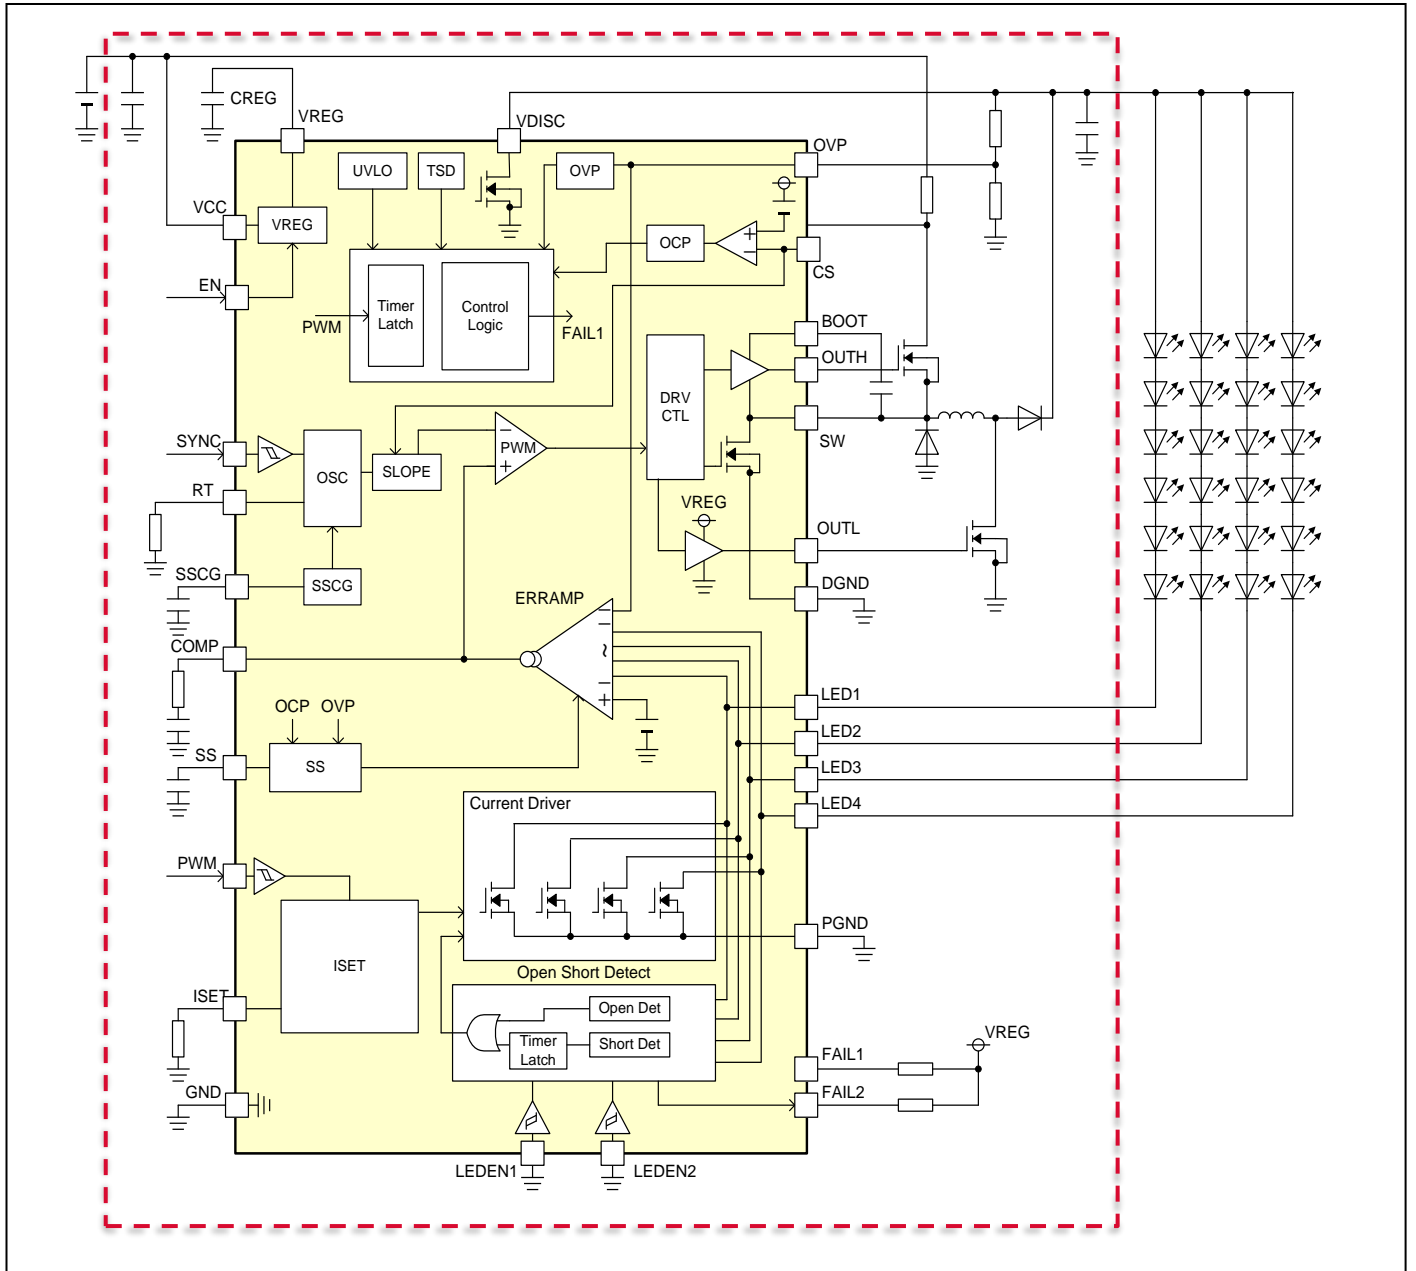 CREG
VREG
VDISC
OVP
UVLO
TSD
OVP
VCC
VREG
OCP
CS
EN
Timer
Latch
Control
Logic
PWM
FAIL1
BOOT
OUTH
DRV
CTL
SW
SYNC
OSC
SLOPE
PWM
RT
VREG
OUTL
SSCG
SSCG
DGND
ERRAMP
COMP
LED1
OCP
OVP
LED2
SS
SS
LED3
Current Driver
LED4
PWM
PGND
ISET
Open Short Detect
ISET
Open Det
Timer
Latch
Short Det
VREG
FAIL1
GND
FAIL2
LEDEN1
LEDEN2